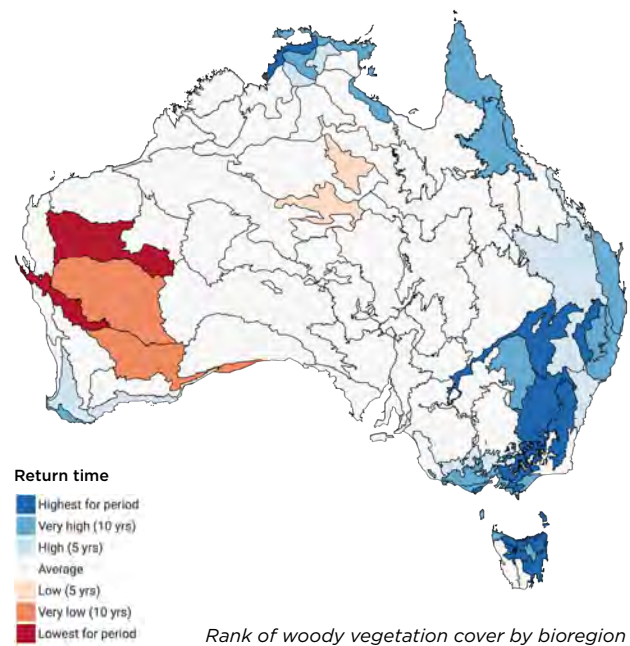 Return time
Highest for period
Very high (10 yrs)
High (5 yrs)
Average
Low (5 yrs)
Very low (10 yrs)
Lowest for period
Rank of woody vegetation cover by bioregion